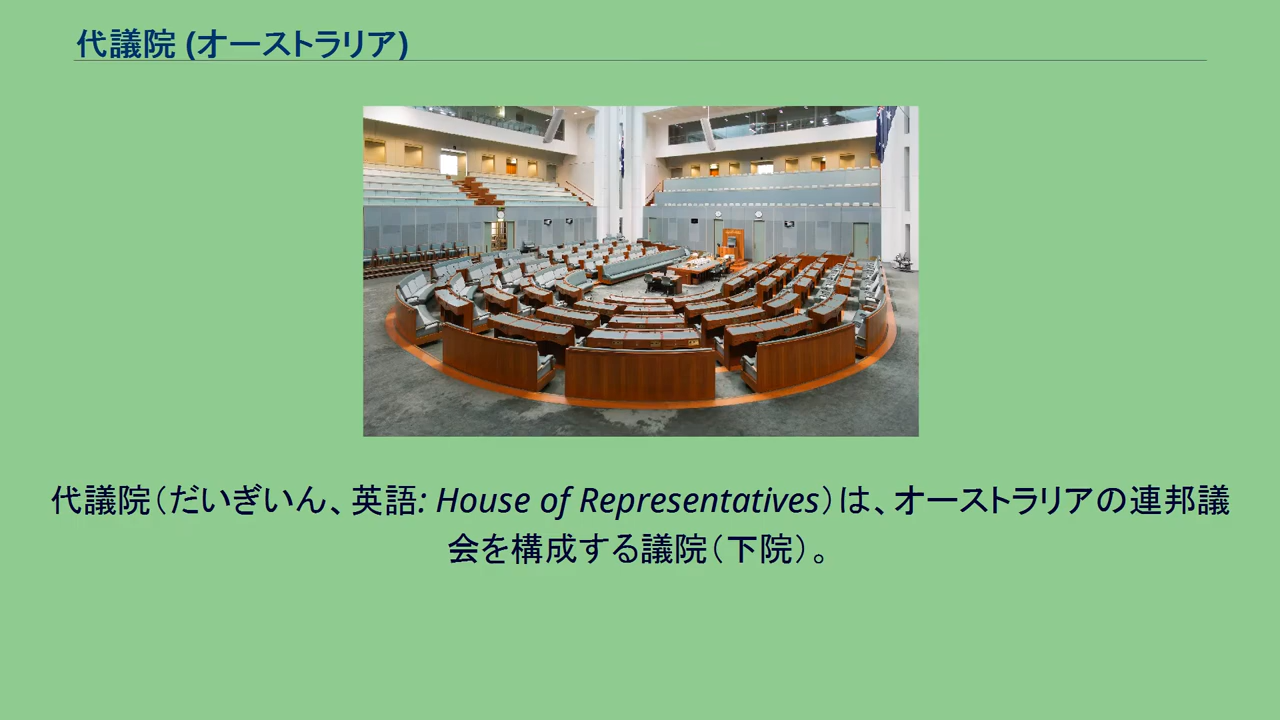 代議院 (オーストラリア)
代議院（だいぎいん、英語: House of Representatives）は、オーストラリアの連邦議
会を構成する議院（下院）。